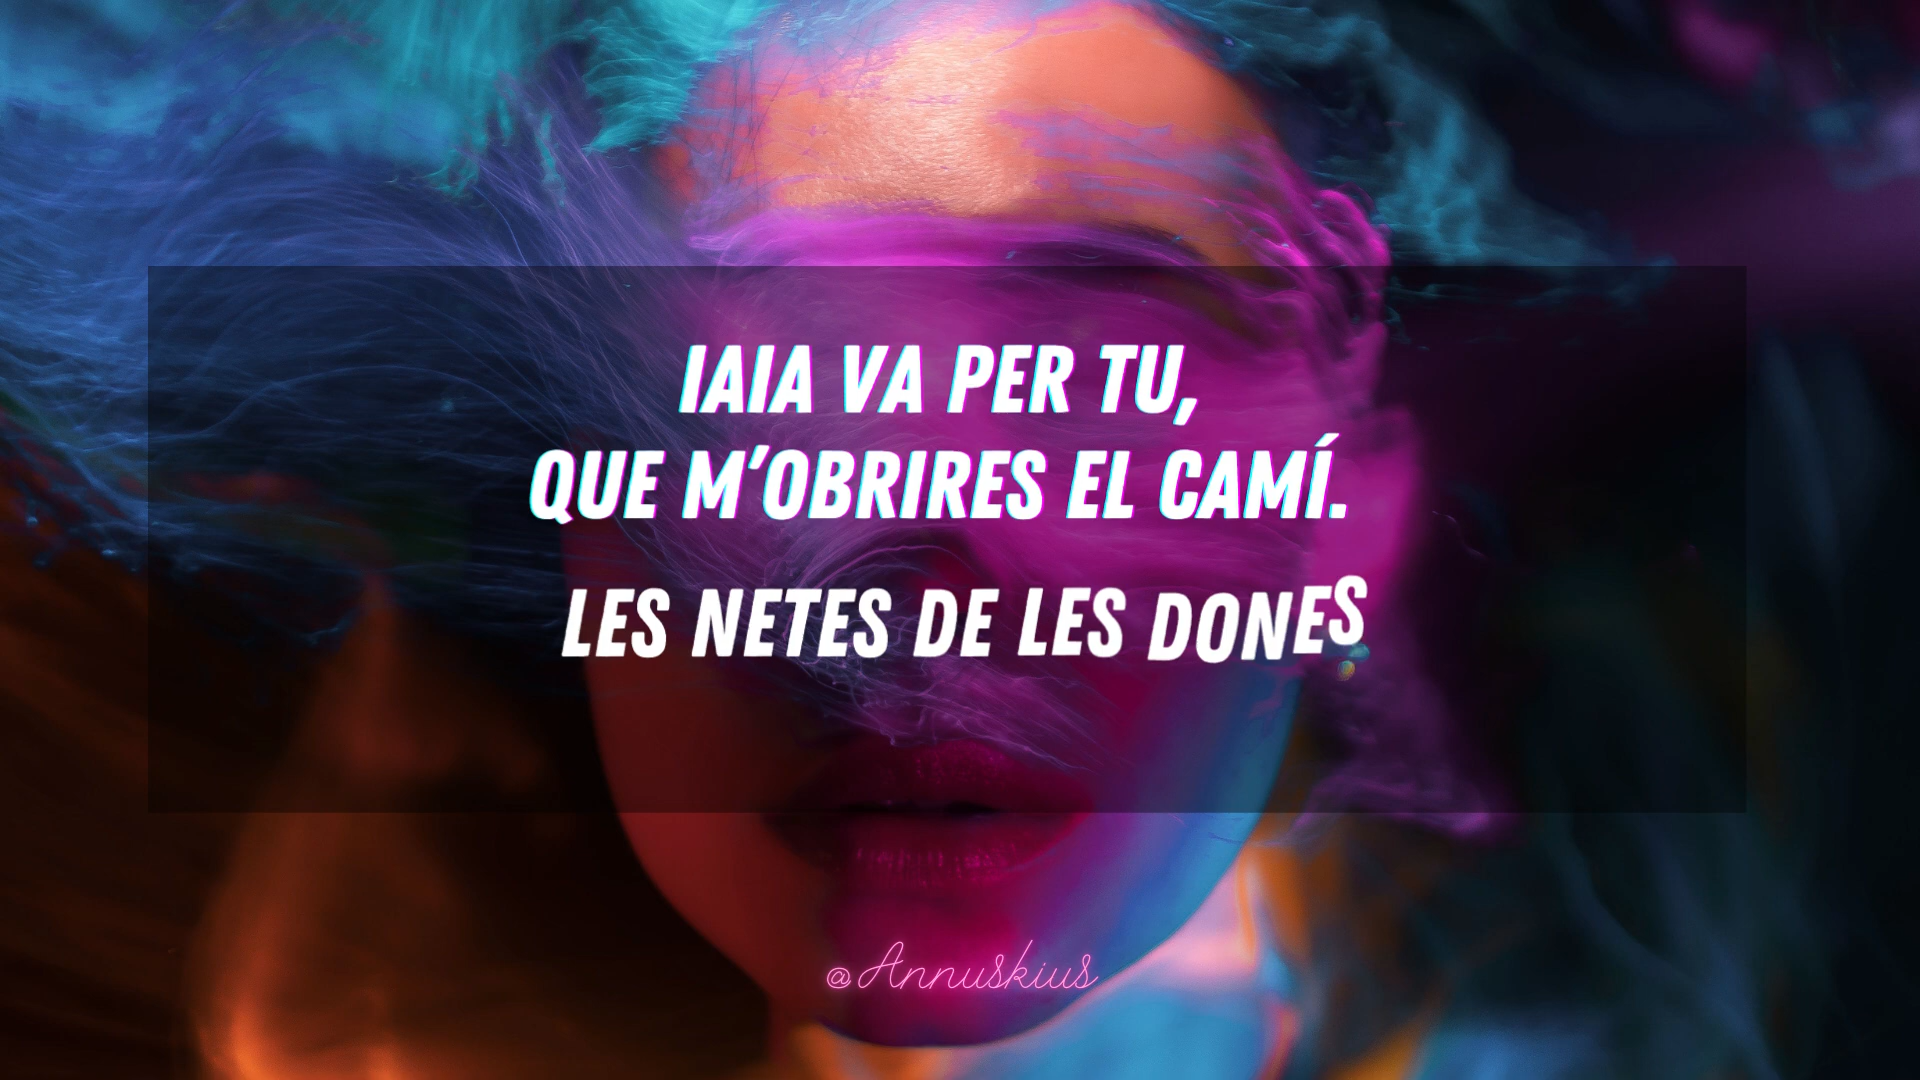 IAIA VA PER TU,
QUE M'OBRIRES EL CAMÍ.
LES NETES DE LES DONES
@Annuskius